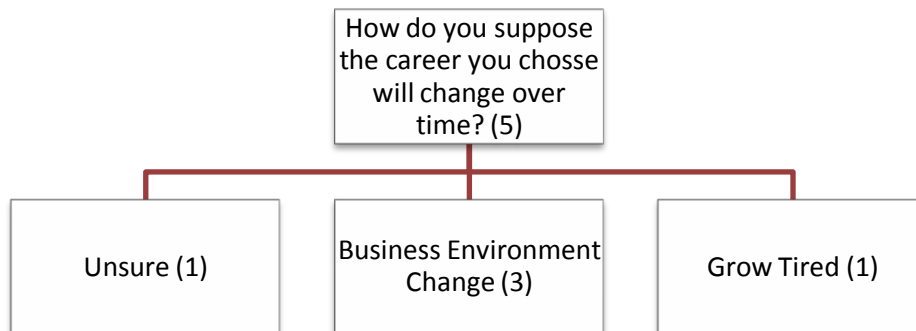 How do you suppose
the career you chosse
will change over
time? (5)
Unsure (1)
Business Environment
Change (3)
Grow Tired (1)